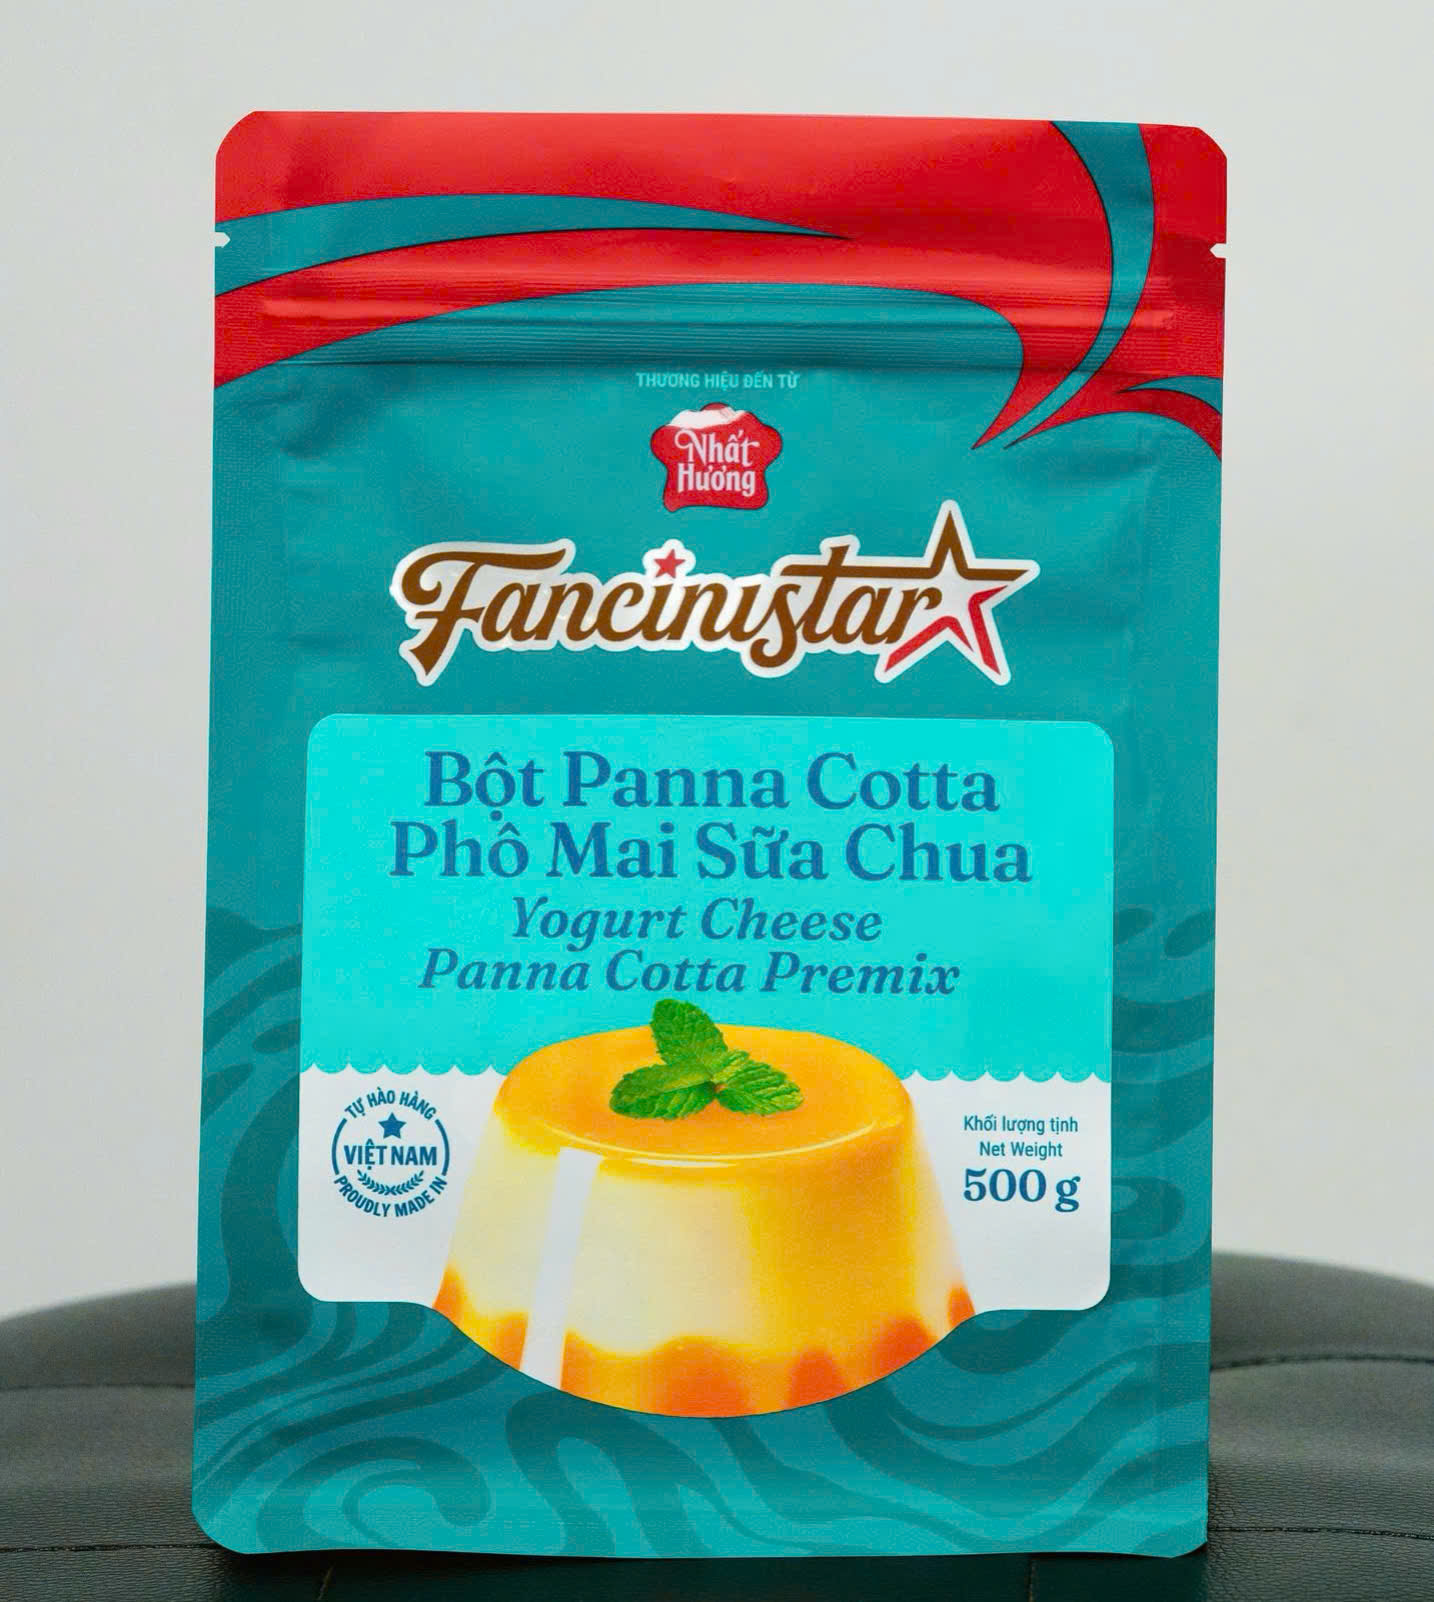 THƯƠNG HIỆU ĐẾN TỪ
Nhất
Hương
Fancinistar
Bột Panna Cotta
Phô Mai Sữa Chua
Yogurt Cheese
Panna Cotta Premix
TỰ HÀO HÀNG
VIỆT NAM
PROUDLY MADE IN
Khối lượng tịnh
Net Weight
500 g